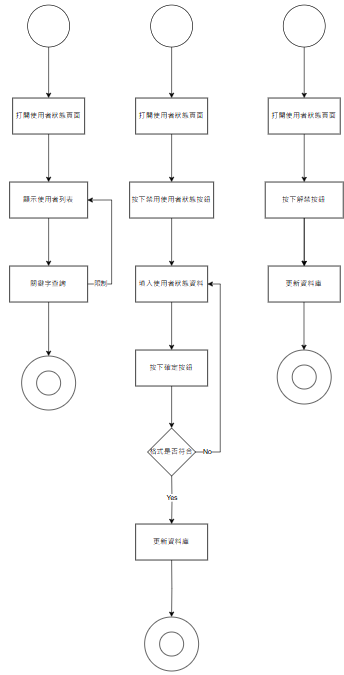 打開使用者狀態頁面
顯示使用者列表
關鍵字查詢
打開使用者狀態頁面
按下禁用使用者狀態按鈕
填入使用者狀態資料
按下確定按鈕
格式是否符合
No
Yes
更新資料庫
打開使用者狀態頁面
按下解禁按鈕
更新資料庫